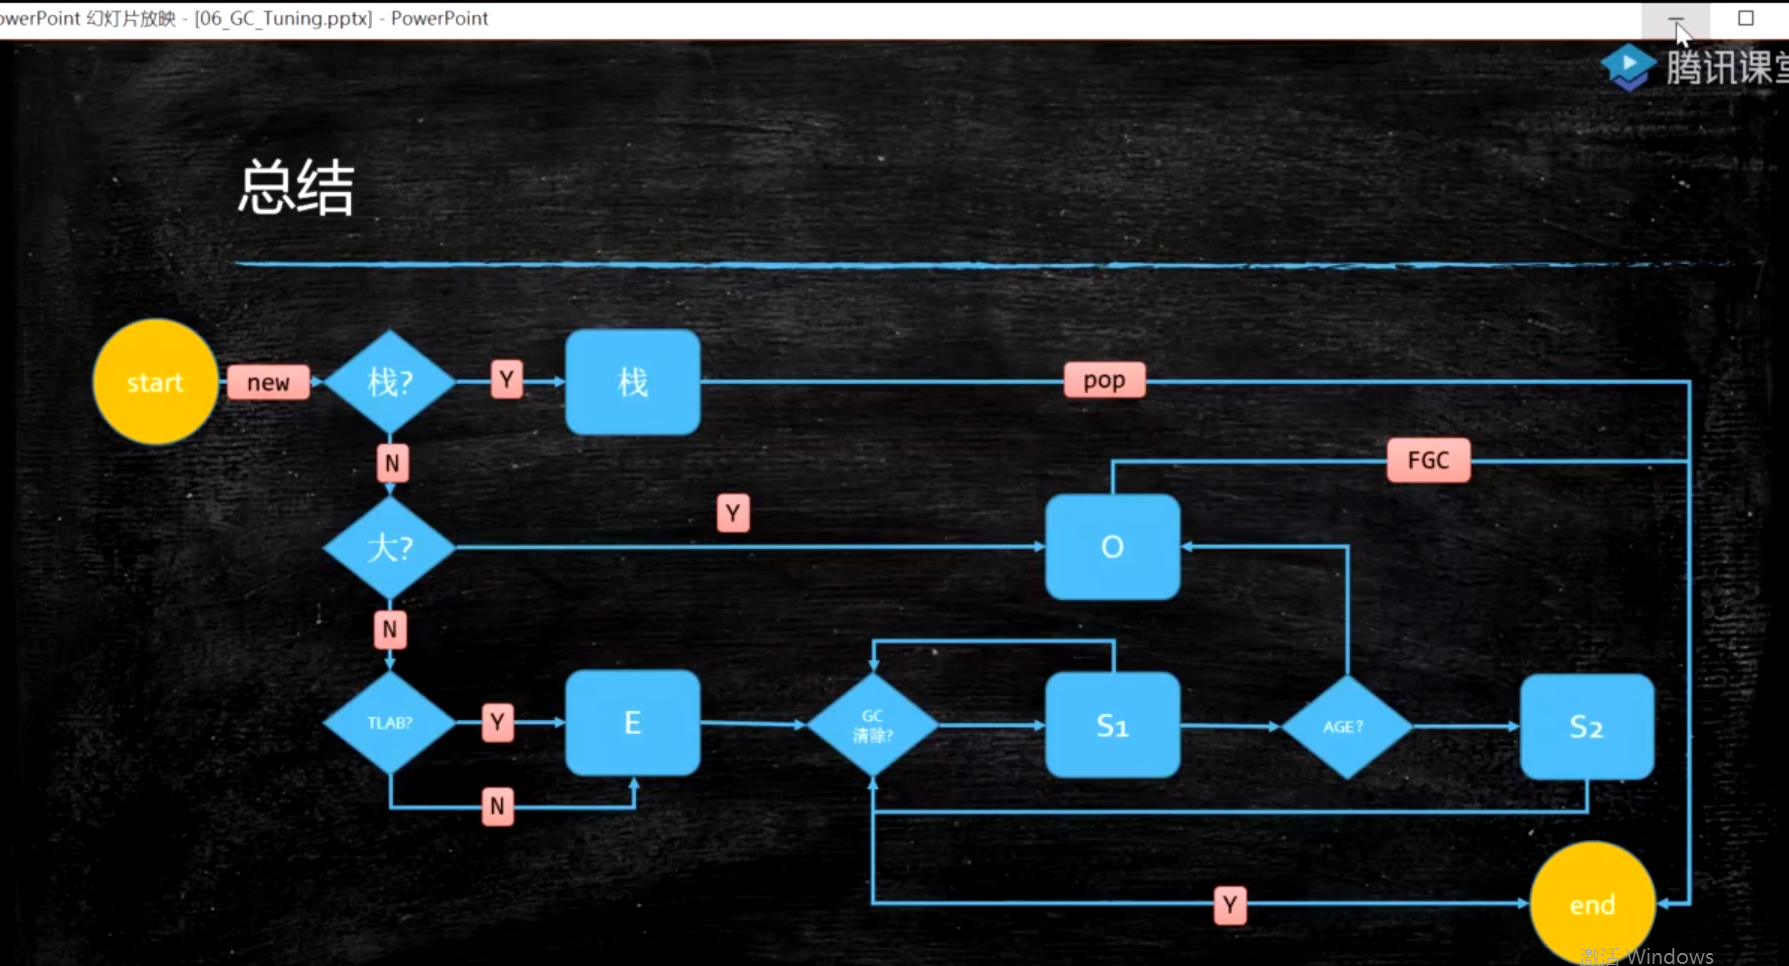 owerPoint 幻灯片放映 - [06_GC_Tuning.pptx] - PowerPoint
腾讯课堂
总结
start
new
栈?
Y
栈
pop
N
FGC
Y
大?
O
N
TLAB?
Y
E
GC
清除?
S1
AGE?
S2
N
Y
end
激活 Windows